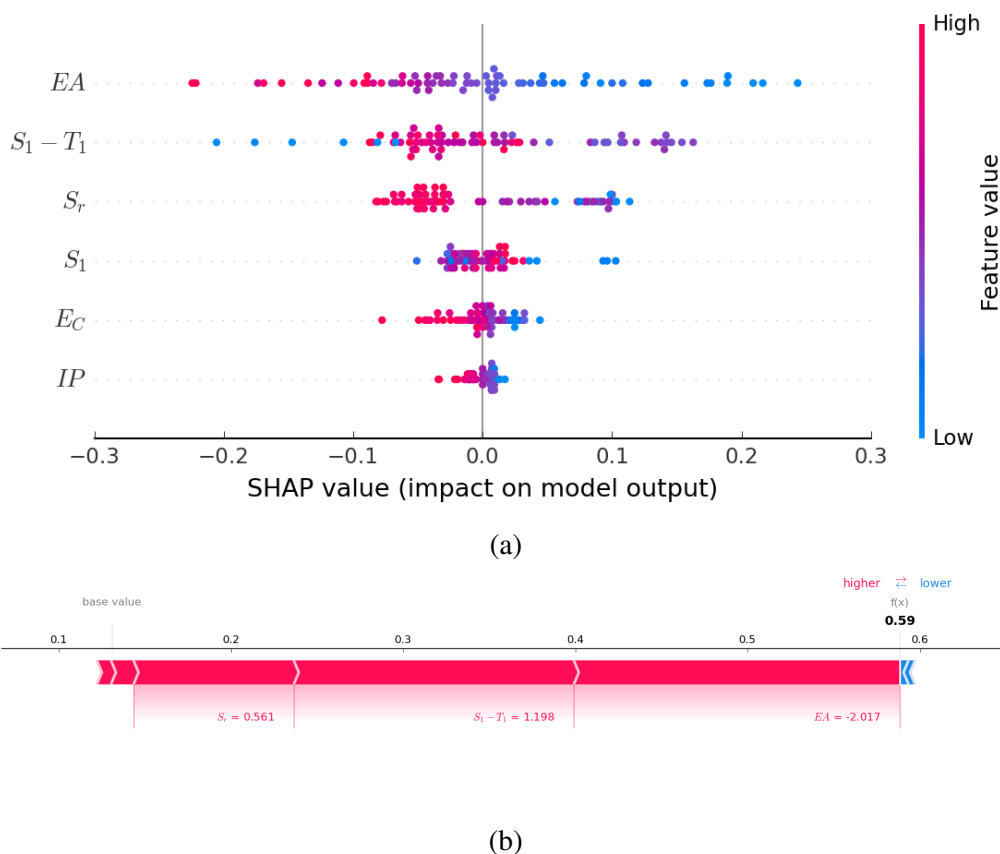 High
EA
S₁ − T₁
Sᵣ
S₁
E_C
IP
Feature value
Low
−0.3 −0.2 −0.1 0.0 0.1 0.2 0.3
SHAP value (impact on model output)
(a)
higher ⇄ lower
base value f(x)
0.59
0.1 0.2 0.3 0.4 0.5 0.6
Sᵣ = 0.561 S₁ − T₁ = 1.198 EA = -2.017
(b)